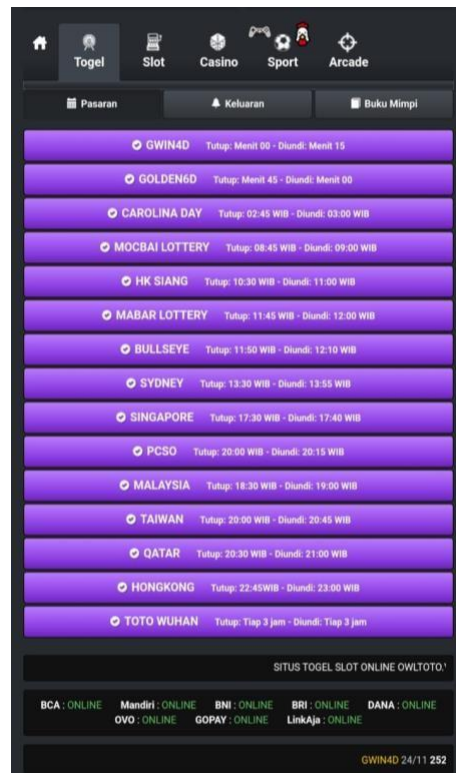 Togel Slot Casino Sport Arcade
Pasaran Keluaran Buku Mimpi
GWIN4D Tutup: Menit 00 - Diundi: Menit 15
GOLDEN6D Tutup: Menit 45 - Diundi: Menit 00
CAROLINA DAY Tutup: 02:45 WIB - Diundi: 03:00 WIB
MOCBAI LOTTERY Tutup: 08:45 WIB - Diundi: 09:00 WIB
HK SIANG Tutup: 10:30 WIB - Diundi: 11:00 WIB
MABAR LOTTERY Tutup: 11:45 WIB - Diundi: 12:00 WIB
BULLSEYE Tutup: 11:50 WIB - Diundi: 12:10 WIB
SYDNEY Tutup: 13:30 WIB - Diundi: 13:55 WIB
SINGAPORE Tutup: 17:30 WIB - Diundi: 17:40 WIB
PCSO Tutup: 20:00 WIB - Diundi: 20:15 WIB
MALAYSIA Tutup: 18:30 WIB - Diundi: 19:00 WIB
TAIWAN Tutup: 20:00 WIB - Diundi: 20:45 WIB
QATAR Tutup: 20:30 WIB - Diundi: 21:00 WIB
HONGKONG Tutup: 22:45WIB - Diundi: 23:00 WIB
TOTO WUHAN Tutup: Tiap 3 jam - Diundi: Tiap 3 jam
SITUS TOGEL SLOT ONLINE OWLTOTO.
BCA : ONLINE Mandiri : ONLINE BNI : ONLINE BRI : ONLINE DANA : ONLINE
OVO : ONLINE GOPAY : ONLINE LinkAja : ONLINE
GWIN4D 24/11 252